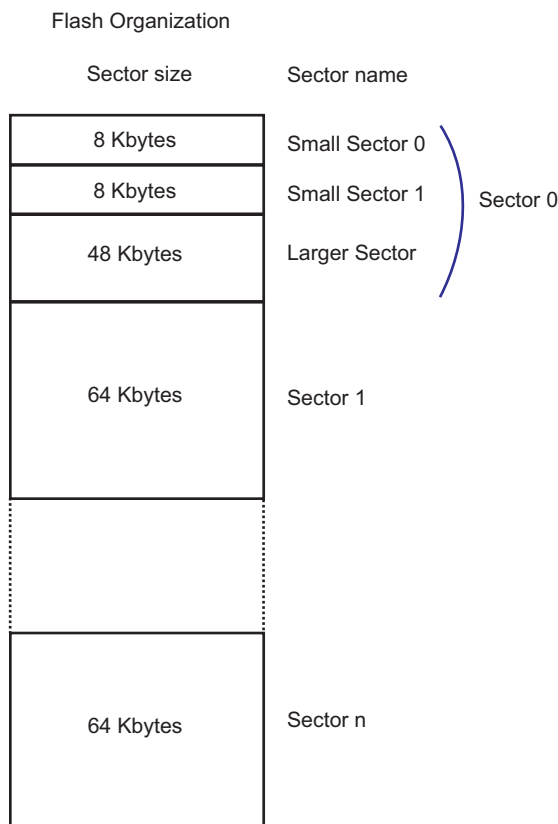 Flash Organization
Sector size
Sector name
8 Kbytes
Small Sector 0
8 Kbytes
Small Sector 1
Sector 0
48 Kbytes
Larger Sector
64 Kbytes
Sector 1
64 Kbytes
Sector n